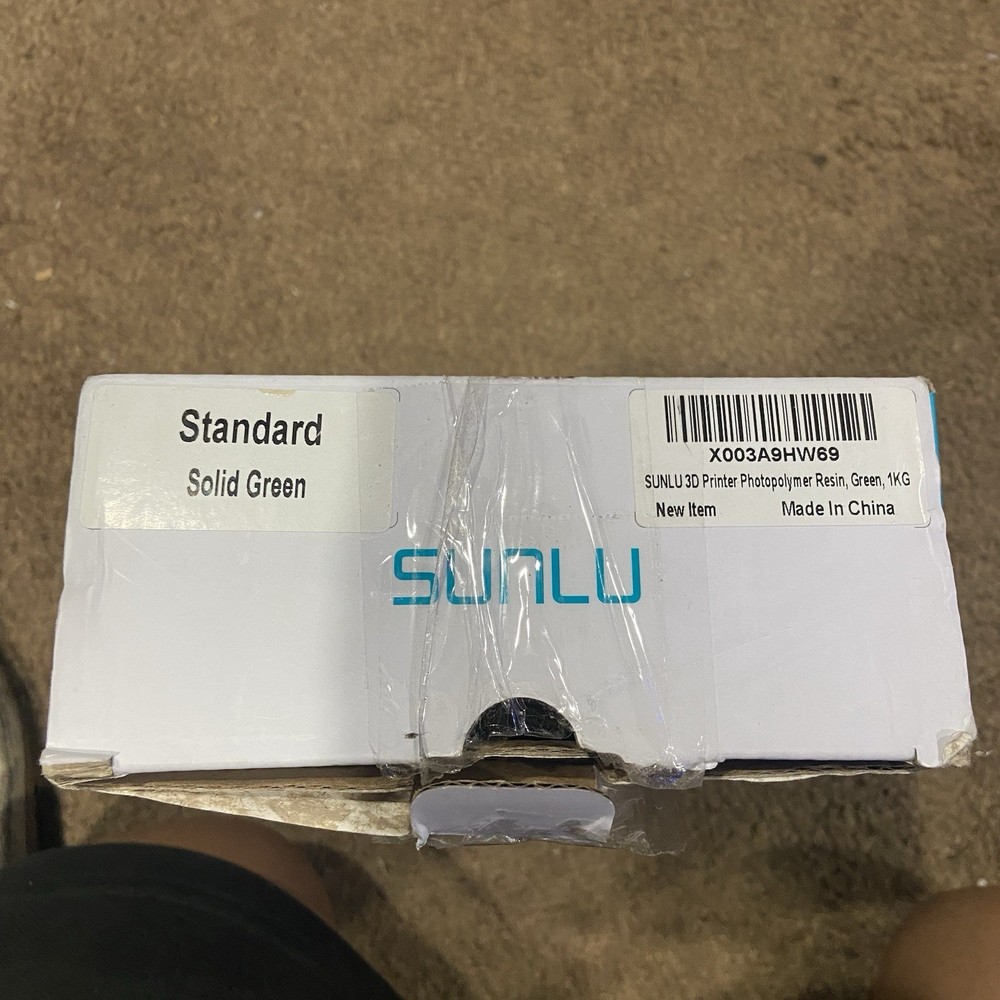 Standard
Solid Green
X003A9HW69
SUNLU 3D Printer Photopolymer Resin, Green, 1KG
New Item Made In China
SUNLU